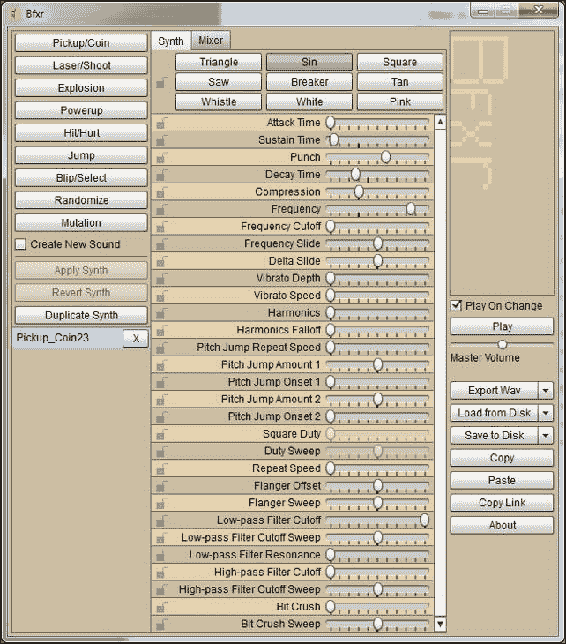 Bfxr
Pickup/Coin
Laser/Shoot
Explosion
Powerup
Hit/Hurt
Jump
Blip/Select
Randomize
Mutation
Create New Sound
Apply Synth
Revert Synth
Duplicate Synth
Pickup_Coin23 X
Synth Mixer
Triangle Sin Square
Saw Breaker Tan
Whistle White Pink
Attack Time
Sustain Time
Punch
Decay Time
Compression
Frequency
Frequency Cutoff
Frequency Slide
Delta Slide
Vibrato Depth
Vibrato Speed
Harmonics
Harmonics Falloff
Pitch Jump Repeat Speed
Pitch Jump Amount 1
Pitch Jump Onset 1
Pitch Jump Amount 2
Pitch Jump Onset 2
Square Duty
Duty Sweep
Repeat Speed
Flanger Offset
Flanger Sweep
Low-pass Filter Cutoff
Low-pass Filter Cutoff Sweep
Low-pass Filter Resonance
High-pass Filter Cutoff
High-pass Filter Cutoff Sweep
Bit Crush
Bit Crush Sweep
Bfxr
Play On Change
Play
Master Volume
Export Wav
Load from Disk
Save to Disk
Copy
Paste
Copy Link
About